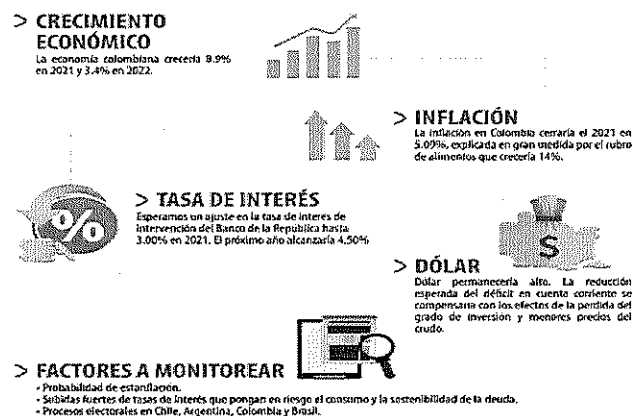 > CRECIMIENTO
ECONÓMICO
La economía colombiana crecería 9.9%
en 2021 y 3.4% en 2022.
> INFLACIÓN
La inflación en Colombia cerraría el 2021 en
5.09%, explicada en gran medida por el rubro
de alimentos que crecería 14%.
> TASA DE INTERÉS
%
Esperamos un ajuste en la tasa de interés de
intervención del Banco de la República hasta
3.00% en 2021. El próximo año alcanzaría 4.50%
$
> DÓLAR
Dólar permanecería alto. La reducción
esperada del déficit en cuenta corriente se
compensaría con los efectos de la perdida del
grado de inversión y menores precios del
crudo.
> FACTORES A MONITOREAR
- Probabilidad de estanflación.
- Subidas fuertes de tasas de interés que pongan en riesgo el consumo y la sostenibilidad de la deuda.
- Procesos electorales en Chile, Argentina, Colombia y Brasil.